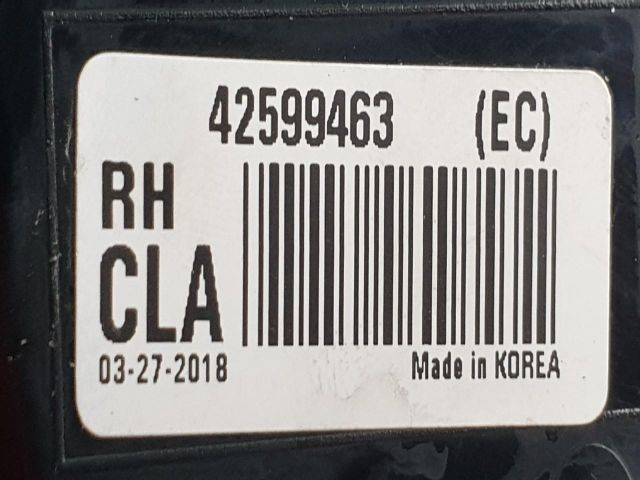 42599463 (EC)
RH
CLA
03-27-2018 Made in KOREA